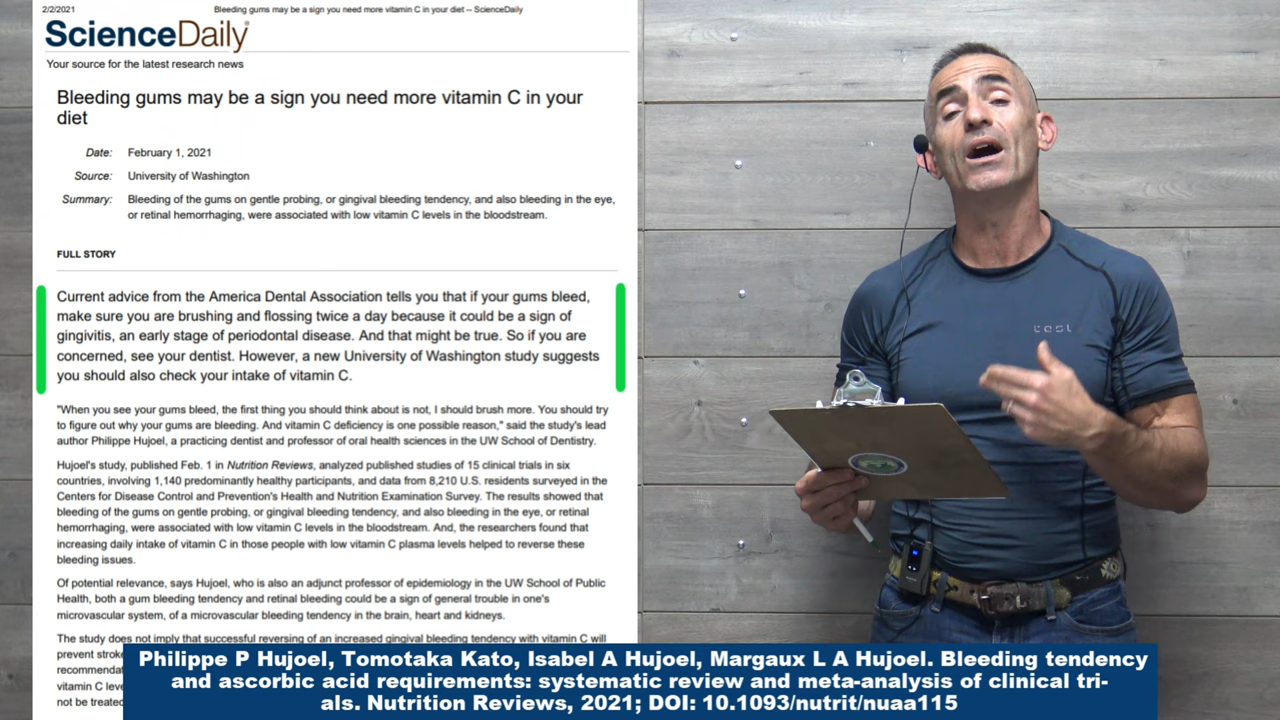 2/2/2021
Bleeding gums may be a sign you need more vitamin C in your diet -- ScienceDaily
ScienceDaily
Your source for the latest research news
Bleeding gums may be a sign you need more vitamin C in your
diet
Date: February 1, 2021
Source: University of Washington
Summary: Bleeding of the gums on gentle probing, or gingival bleeding tendency, and also bleeding in the eye,
or retinal hemorrhaging, were associated with low vitamin C levels in the bloodstream.
FULL STORY
Current advice from the America Dental Association tells you that if your gums bleed,
make sure you are brushing and flossing twice a day because it could be a sign of
gingivitis, an early stage of periodontal disease. And that might be true. So if you are
concerned, see your dentist. However, a new University of Washington study suggests
you should also check your intake of vitamin C.
"When you see your gums bleed, the first thing you should think about is not, I should brush more. You should try
to figure out why your gums are bleeding. And vitamin C deficiency is one possible reason," said the study's lead
author Philippe Hujoel, a practicing dentist and professor of oral health sciences in the UW School of Dentistry.
Hujoel's study, published Feb. 1 in Nutrition Reviews, analyzed published studies of 15 clinical trials in six
countries, involving 1,140 predominantly healthy participants, and data from 8,210 U.S. residents surveyed in the
Centers for Disease Control and Prevention's Health and Nutrition Examination Survey. The results showed that
bleeding of the gums on gentle probing, or gingival bleeding tendency, and also bleeding in the eye, or retinal
hemorrhaging, were associated with low vitamin C levels in the bloodstream. And, the researchers found that
increasing daily intake of vitamin C in those people with low vitamin C plasma levels helped to reverse these
bleeding issues.
Of potential relevance, says Hujoel, who is also an adjunct professor of epidemiology in the UW School of Public
Health, both a gum bleeding tendency and retinal bleeding could be a sign of general trouble in one's
microvascular system, of a microvascular bleeding tendency in the brain, heart and kidneys.
The study does not imply that successful reversing of an increased gingival bleeding tendency with vitamin C will
prevent
vitamin C
not be
Philippe P Hujoel, Tomotaka Kato, Isabel A Hujoel, Margaux L A Hujoel. Bleeding tendency
and ascorbic acid requirements: systematic review and meta-analysis of clinical tri-
als. Nutrition Reviews, 2021; DOI: 10.1093/nutrit/nuaa115